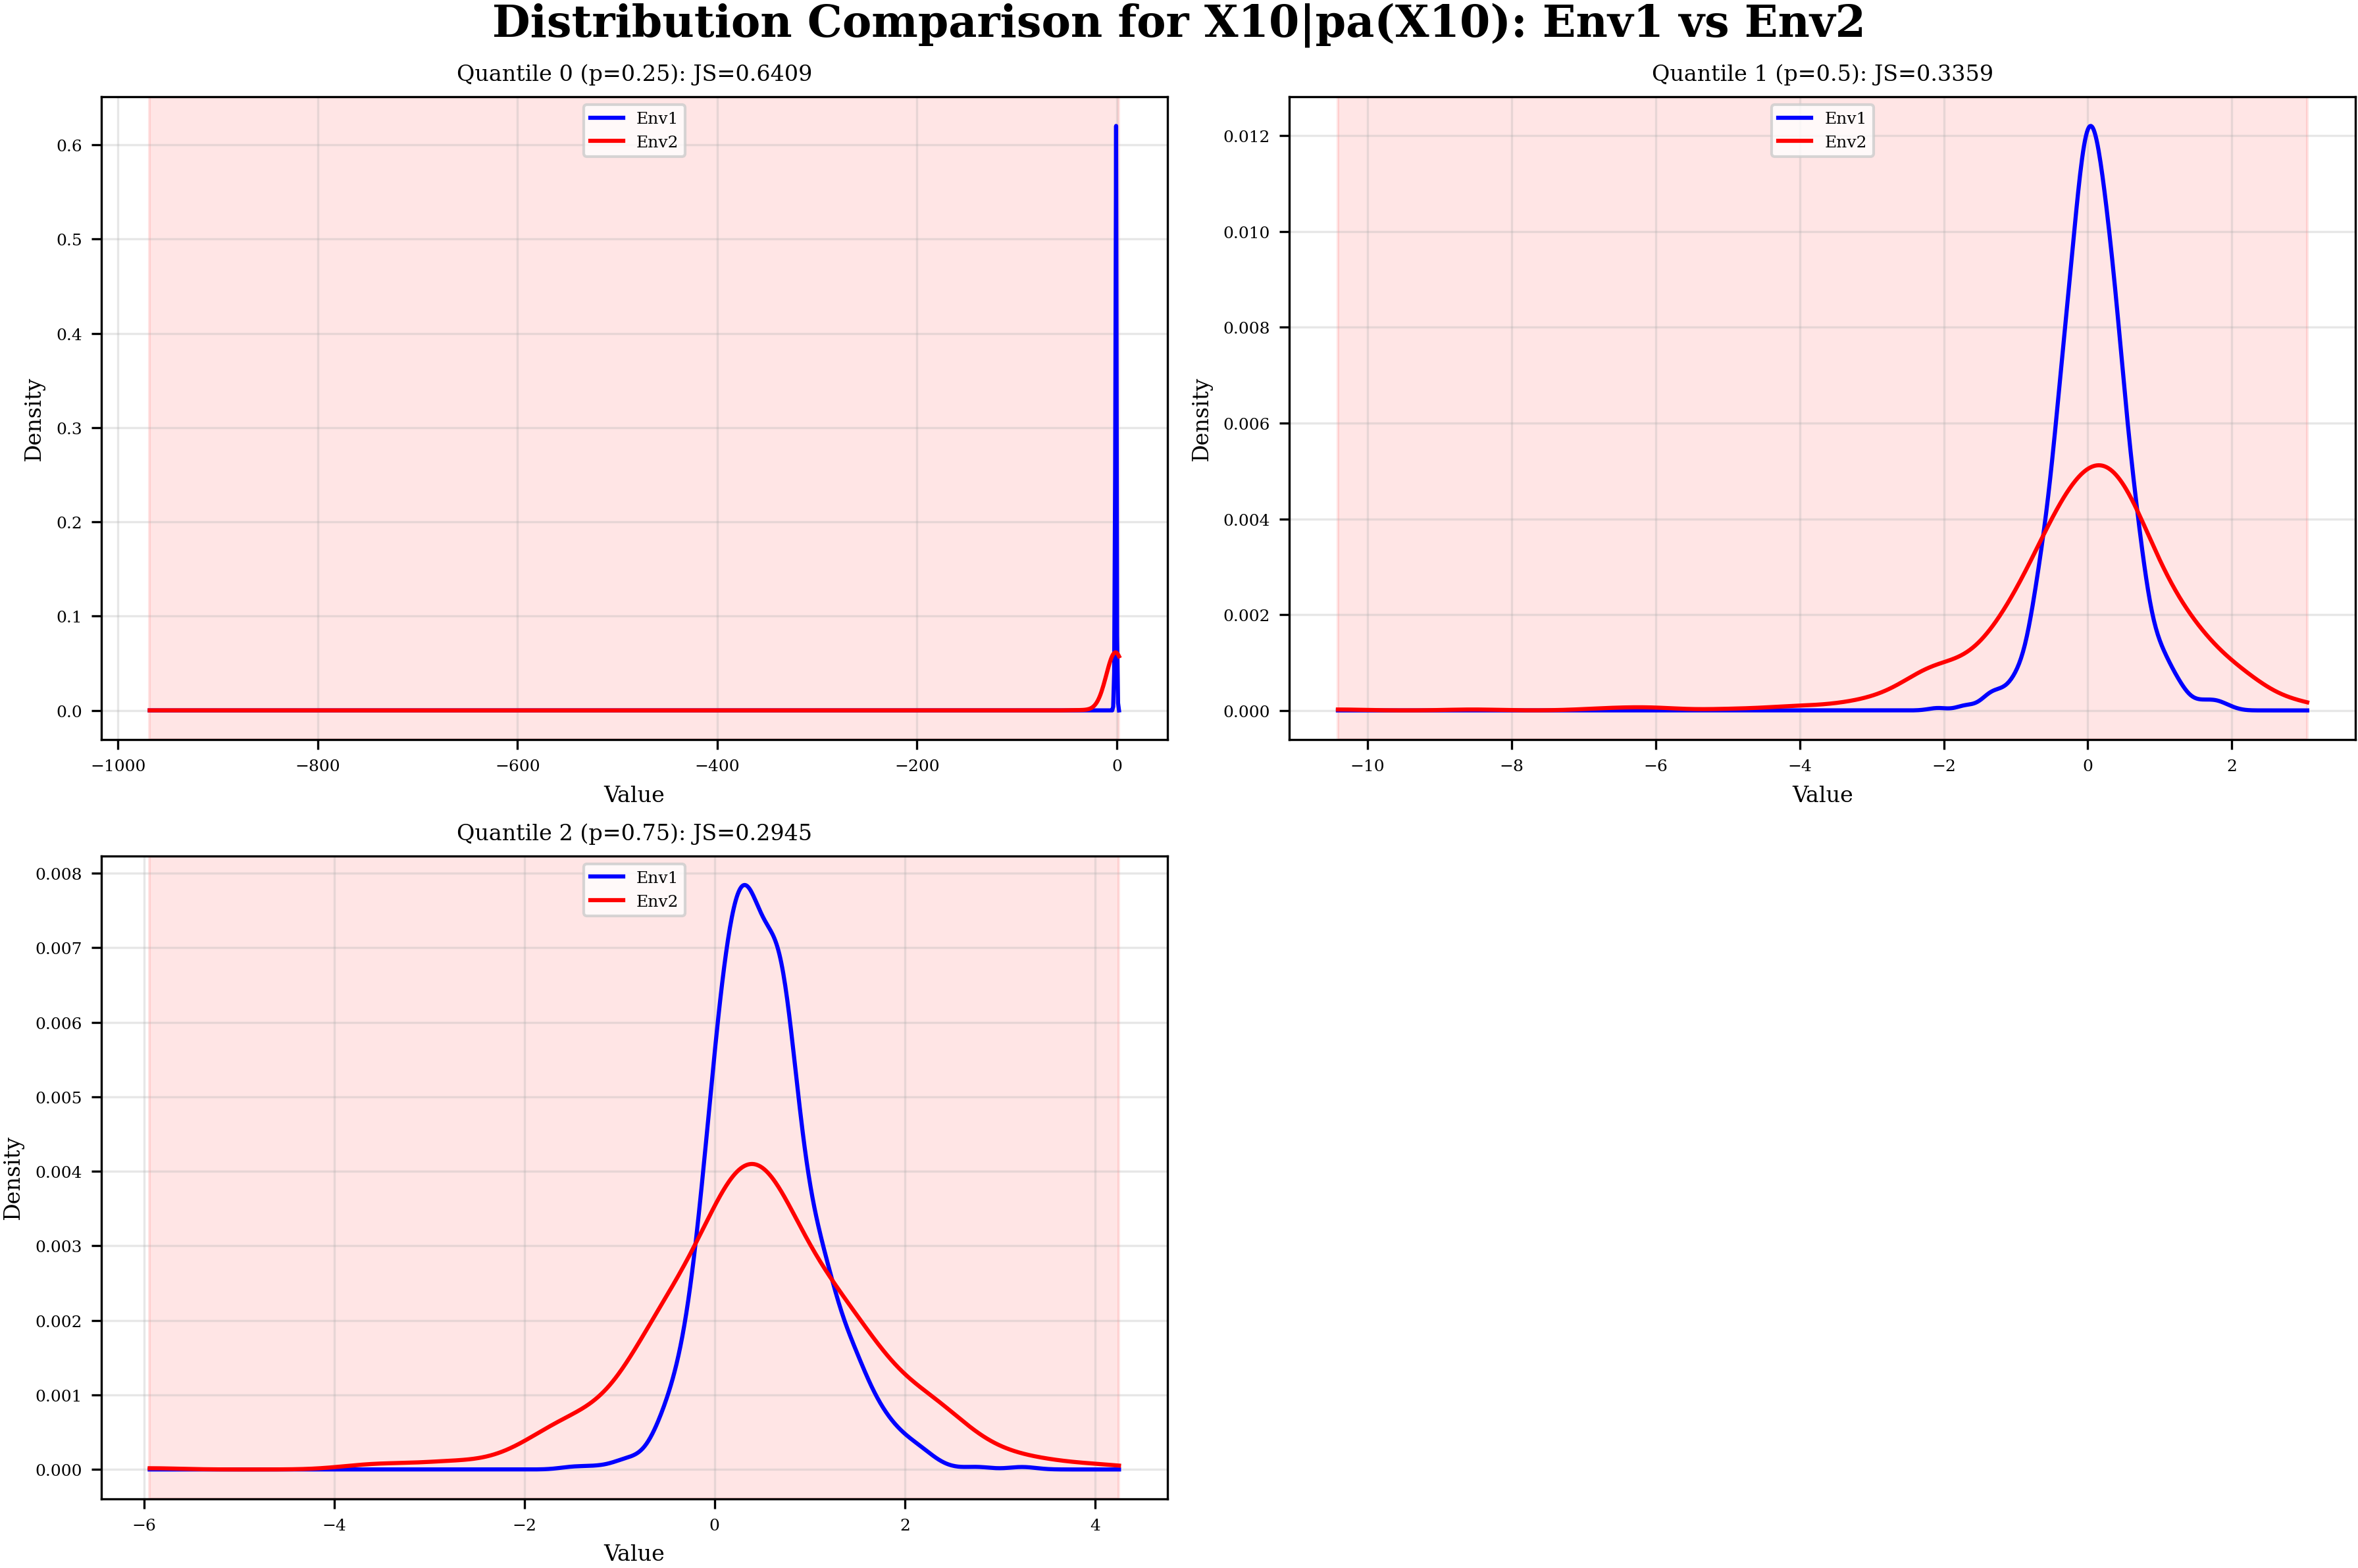 Distribution Comparison for X10|pa(X10): Env1 vs Env2
Quantile 0 (p=0.25): JS=0.6409
Env1
Env2
0.6
0.5
0.4
0.3
0.2
0.1
0.0
Density
−1000
−800
−600
−400
−200
0
Value
Quantile 1 (p=0.5): JS=0.3359
Env1
Env2
0.012
0.010
0.008
0.006
0.004
0.002
0.000
Density
−10
−8
−6
−4
−2
0
2
Value
Quantile 2 (p=0.75): JS=0.2945
Env1
Env2
0.008
0.007
0.006
0.005
0.004
0.003
0.002
0.001
0.000
Density
−6
−4
−2
0
2
4
Value